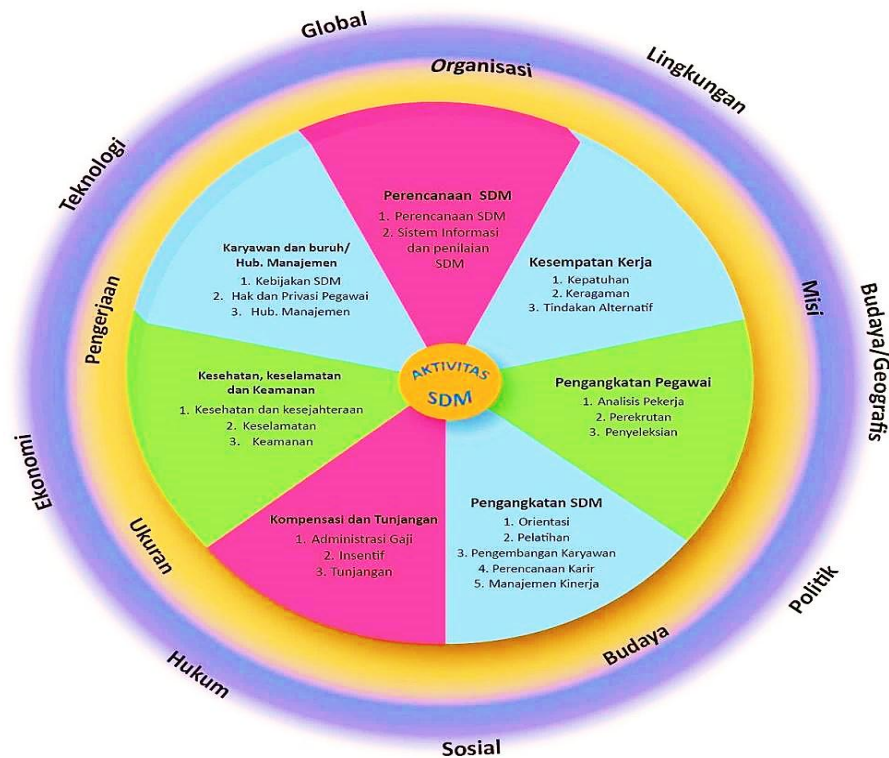 Global
Lingkungan
Organisasi
Teknologi
Perencanaan SDM
1. Perencanaan SDM
2. Sistem Informasi
dan penilaian
SDM
Karyawan dan buruh/
Hub. Manajemen
1. Kebijakan SDM
2. Hak dan Privasi Pegawai
3. Hub. Manajemen
Kesempatan Kerja
1. Kepatuhan
2. Keragaman
3. Tindakan Alternatif
Misi
Budaya/Geografis
Pengerjaan
AKTIVITAS
SDM
Kesehatan, keselamatan
dan Keamanan
1. Kesehatan dan kesejahteraan
2. Keselamatan
3. Keamanan
Pengangkatan Pegawai
1. Analisis Pekerja
2. Perekrutan
3. Penyeleksian
Ekonomi
Ukuran
Kompensasi dan Tunjangan
1. Administrasi Gaji
2. Insentif
3. Tunjangan
Pengangkatan SDM
1. Orientasi
2. Pelatihan
3. Pengembangan Karyawan
4. Perencanaan Karir
5. Manajemen Kinerja
Politik
Budaya
Hukum
Sosial